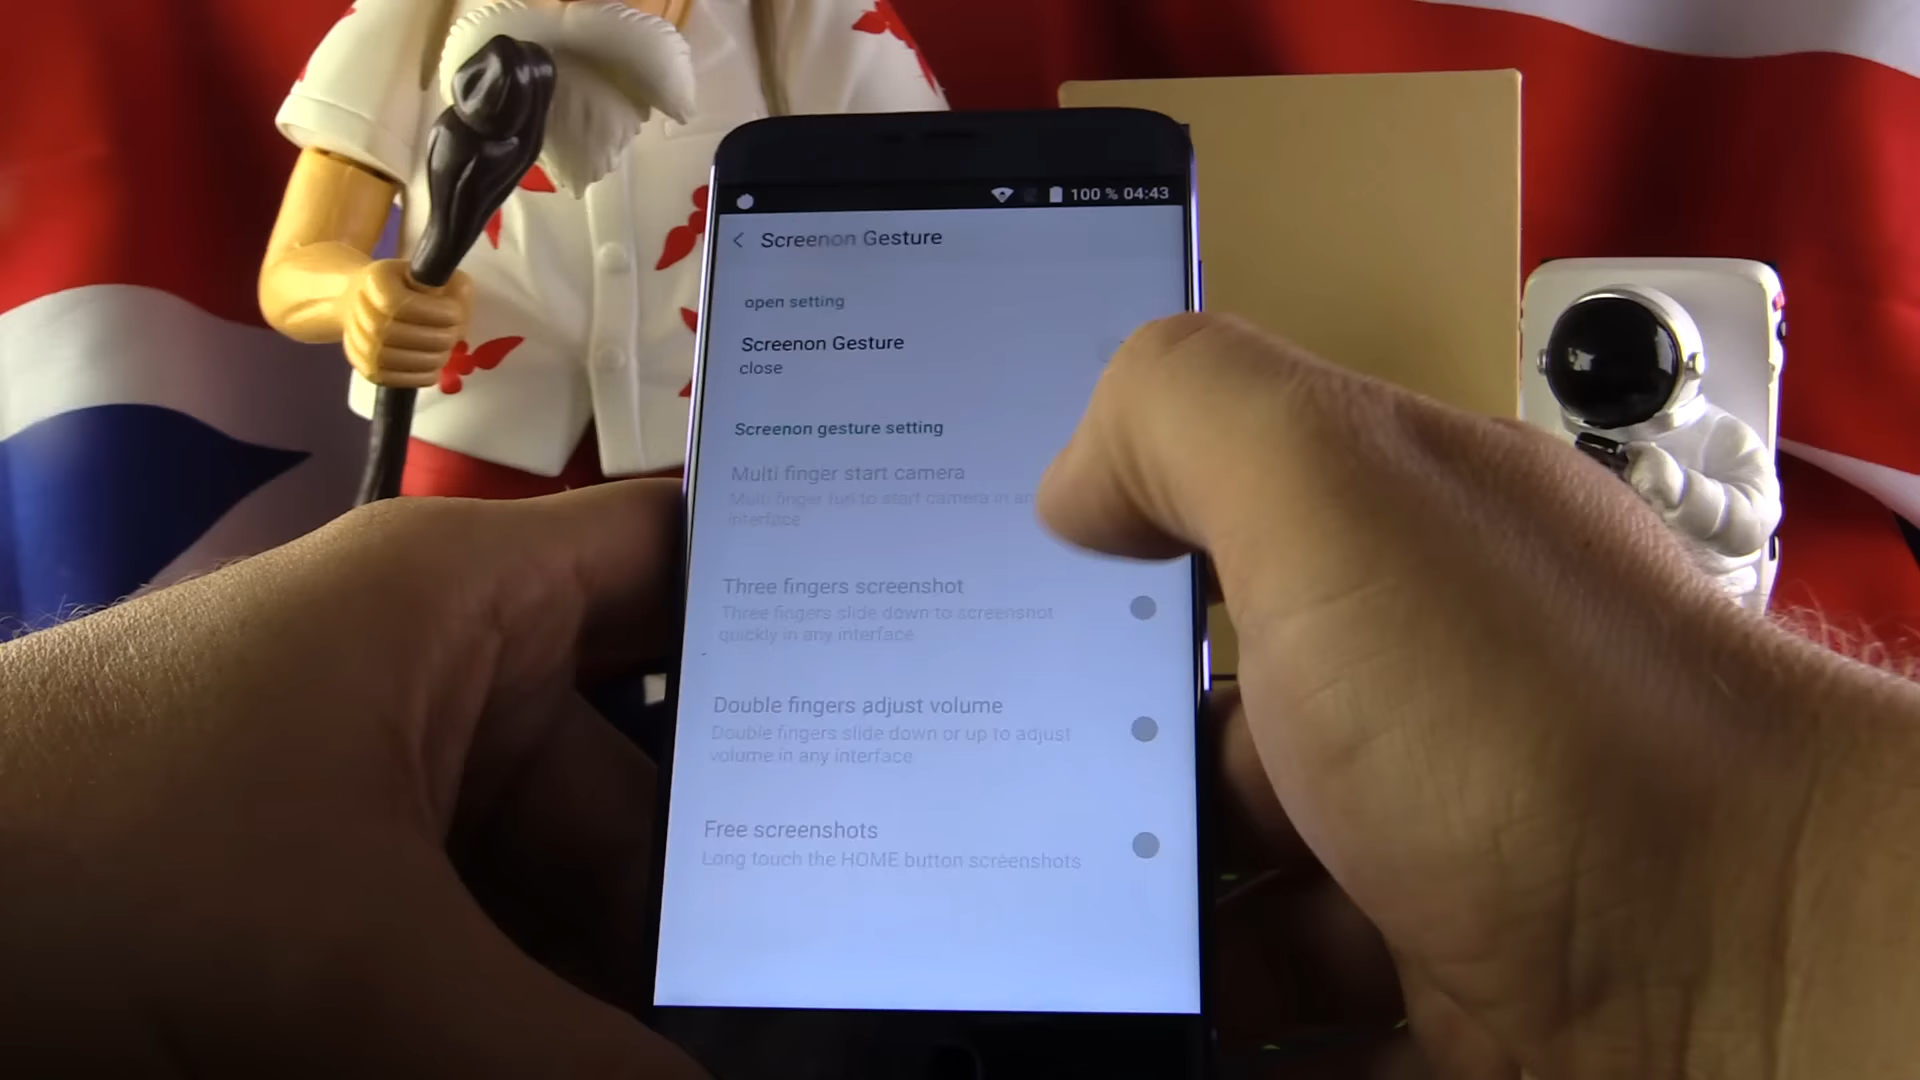 100 % 04:43
Screenon Gesture
open setting
Screenon Gesture
close
Screenon gesture setting
Multi finger start camera
Multi finger furl to start camera in
interface
Three fingers screenshot
Three fingers slide down to screenshot
quickly in any interface
Double fingers adjust volume
Double fingers slide down or up to adjust
volume in any interface
Free screenshots
Long touch the HOME button screenshots